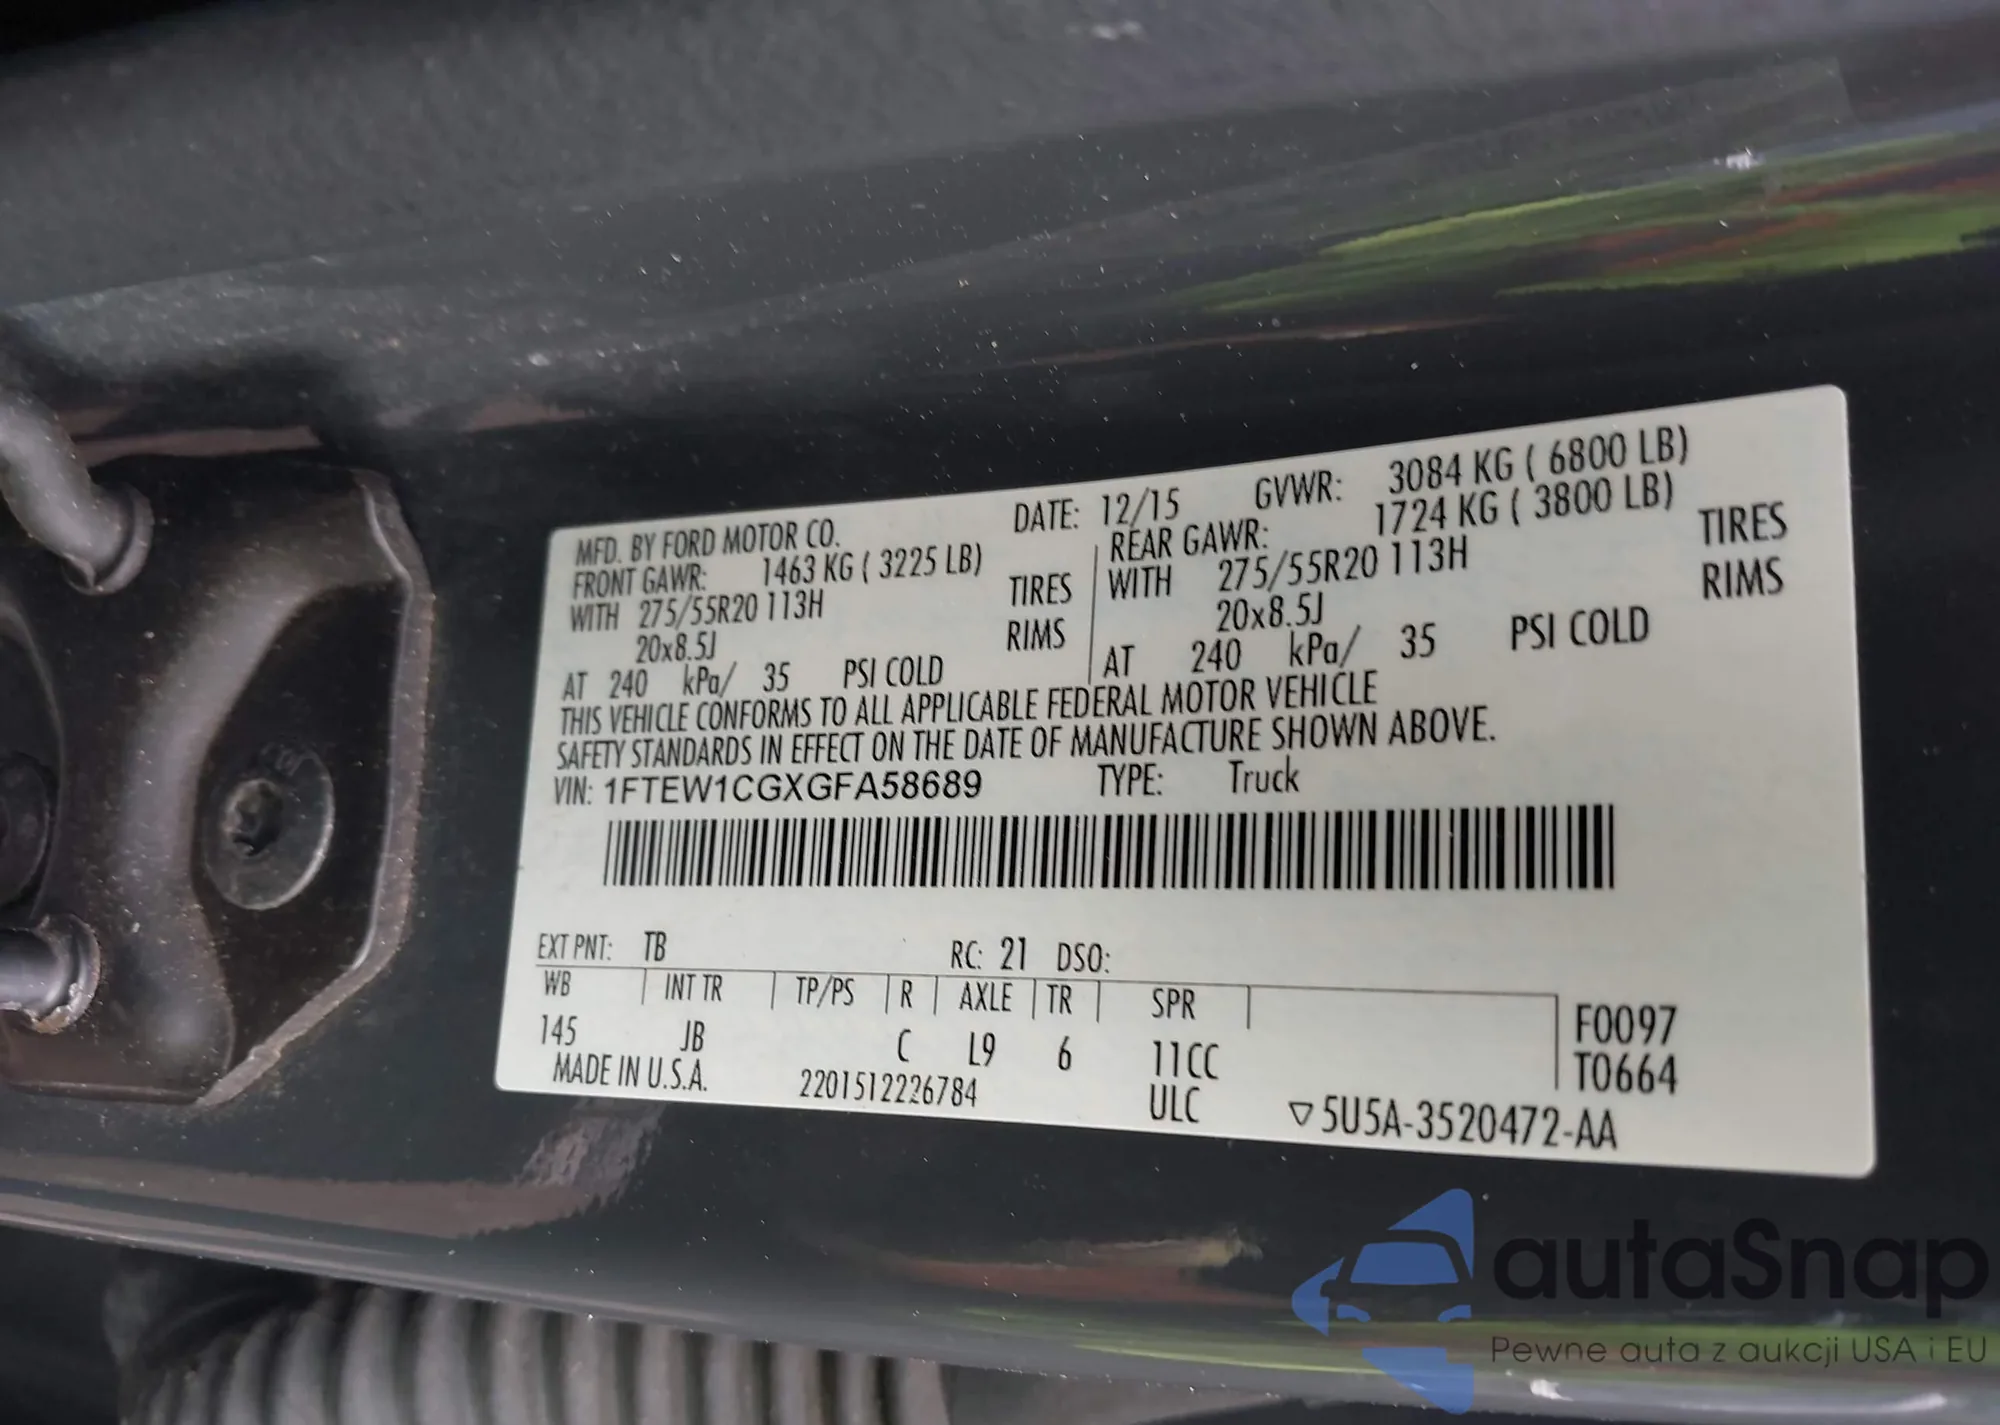 MFD. BY FORD MOTOR CO. DATE: 12/15 GVWR: 3084 KG ( 6800 LB)
FRONT GAWR: 1463 KG ( 3225 LB) REAR GAWR: 1724 KG ( 3800 LB)
WITH 275/55R20 113H TIRES WITH 275/55R20 113H TIRES
20x8.5J RIMS 20x8.5J RIMS
AT 240 kPa/ 35 PSI COLD AT 240 kPa/ 35 PSI COLD
THIS VEHICLE CONFORMS TO ALL APPLICABLE FEDERAL MOTOR VEHICLE
SAFETY STANDARDS IN EFFECT ON THE DATE OF MANUFACTURE SHOWN ABOVE.
VIN: 1FTEW1CGXGFA58689 TYPE: Truck
EXT PNT: TB RC: 21 DSO:
WB INT TR TP/PS R AXLE TR SPR F0097
145 JB C L9 6 11CC T0664
MADE IN U.S.A. 2201512226784 ULC ▽5U5A-3520472-AA
autaSnap
Pewne auta z aukcji USA i EU